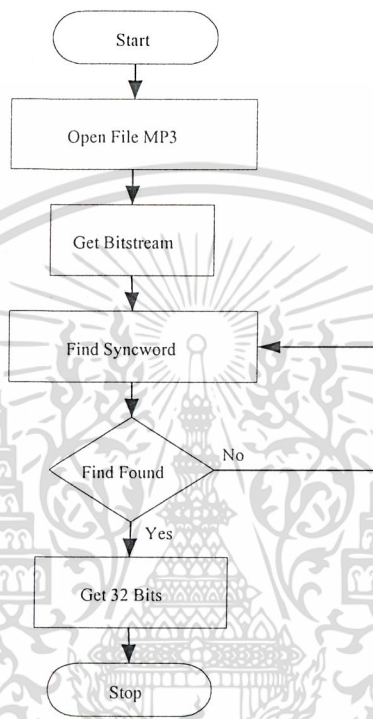 Start
Open File MP3
Get Bitstream
Find Syncword
Find Found
No
Yes
Get 32 Bits
Stop